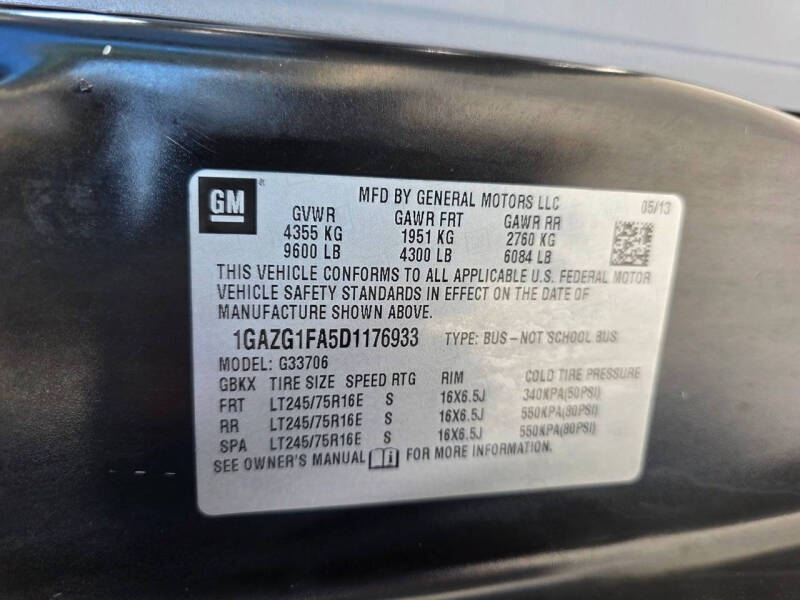 GM MFD BY GENERAL MOTORS LLC 05/13
GVWR GAWR FRT GAWR RR
4355 KG 1951 KG 2760 KG
9600 LB 4300 LB 6084 LB
THIS VEHICLE CONFORMS TO ALL APPLICABLE U.S. FEDERAL MOTOR
VEHICLE SAFETY STANDARDS IN EFFECT ON THE DATE OF
MANUFACTURE SHOWN ABOVE.
1GAZG1FA5D1176933 TYPE: BUS–NOT SCHOOL BUS
MODEL: G33706
GBKX TIRE SIZE SPEED RTG RIM COLD TIRE PRESSURE
FRT LT245/75R16E S 16X6.5J 340KPA(50PSI)
RR LT245/75R16E S 16X6.5J 550KPA(80PSI)
SPA LT245/75R16E S 16X6.5J 550KPA(80PSI)
SEE OWNER'S MANUAL FOR MORE INFORMATION.